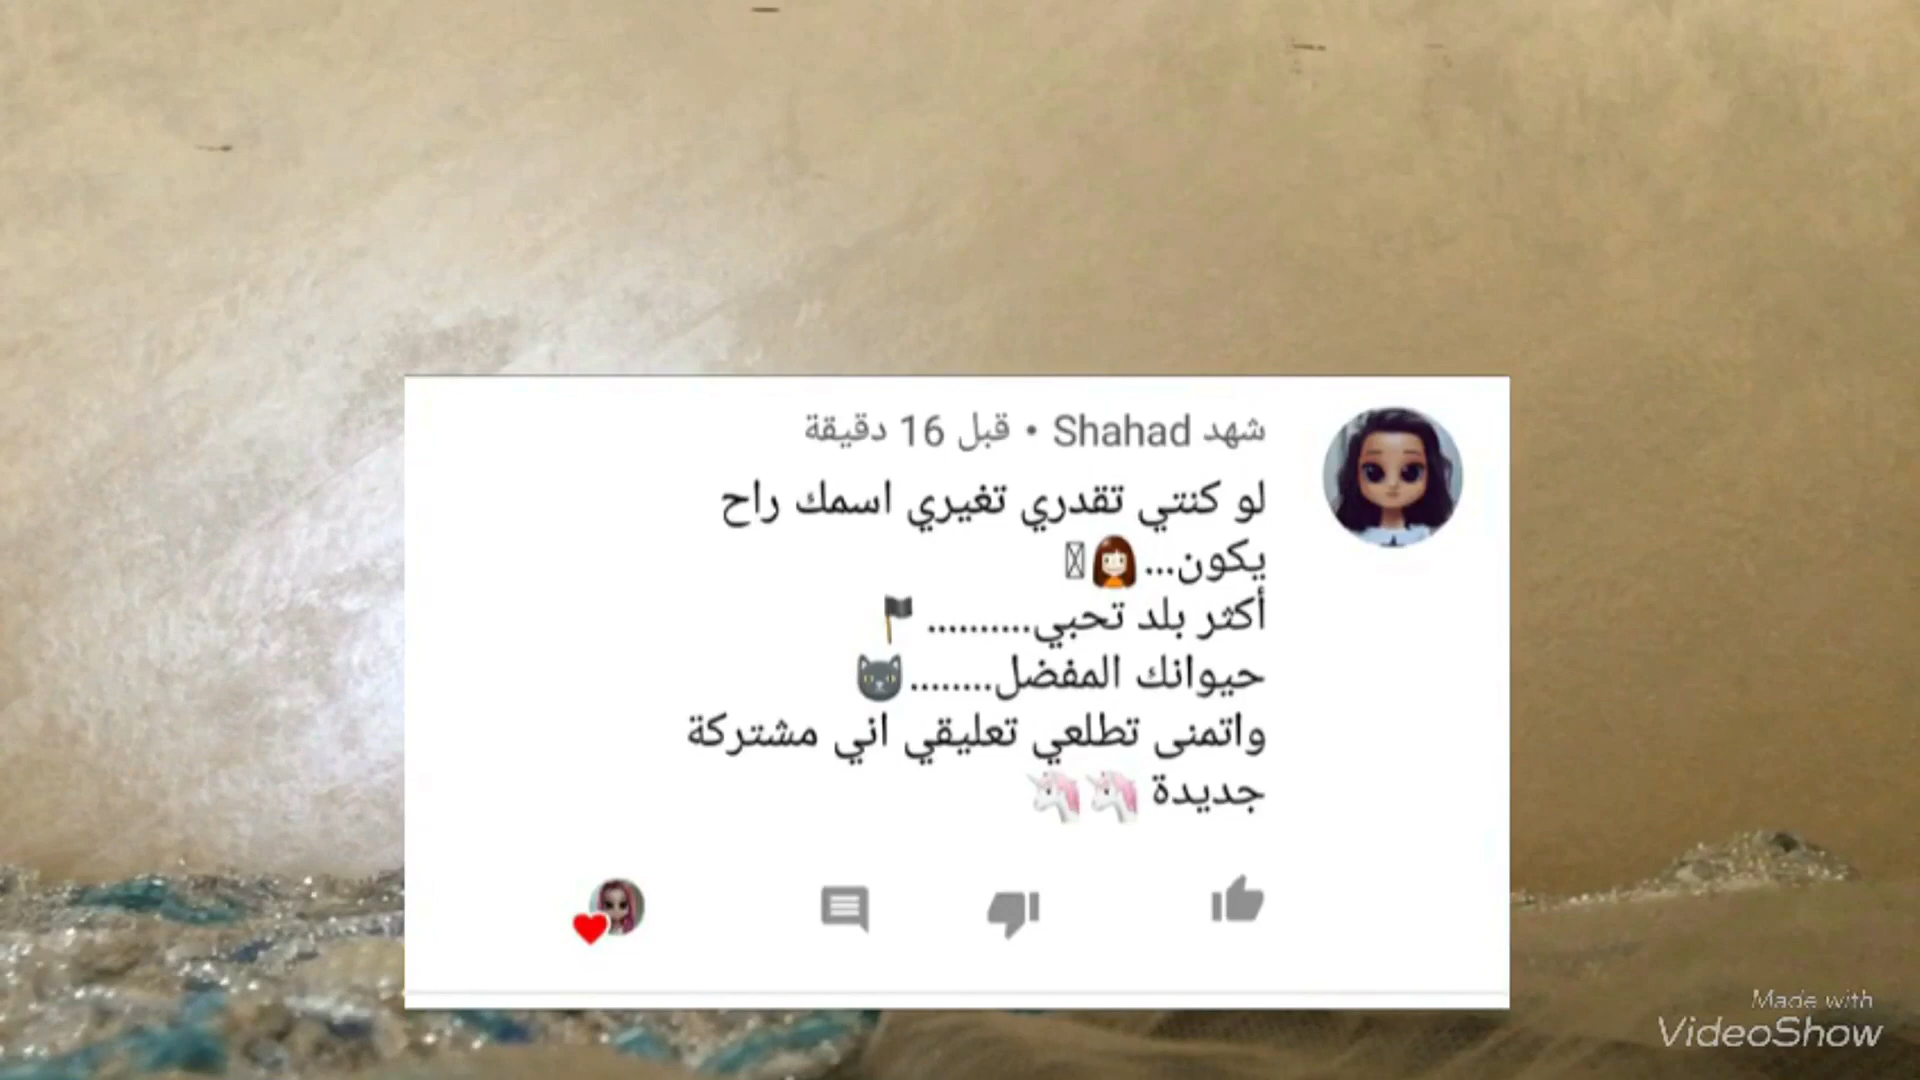 شهد Shahad • قبل 16 دقيقة
لو كنتي تقدري تغيري اسمك راح
يكون...👩
أكثر بلد تحبي.......... 🏴
حيوانك المفضل........🐱
واتمنى تطلعي تعليقي اني مشتركة
جديدة 🦄🦄
Made with
VideoShow